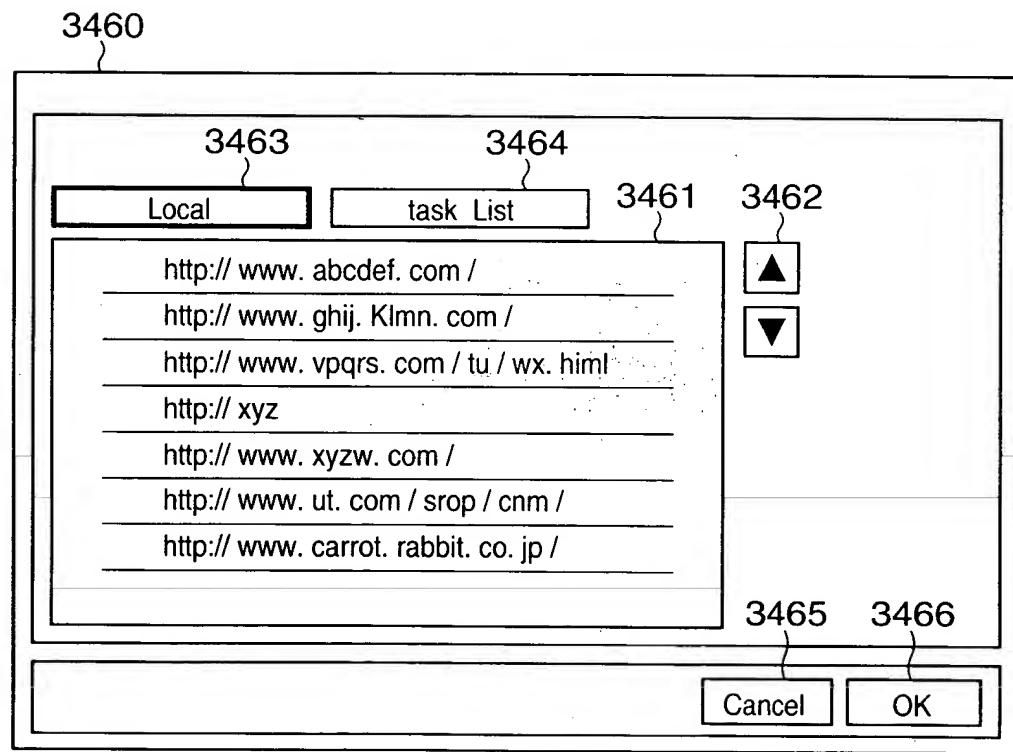 3460
3463 3464
Local task List 3461 3462
http:// www. abcdef. com / ▲
http:// www. ghij. Klmn. com /
▼
http:// www. vpqrs. com / tu / wx. himl
http:// xyz
http:// www. xyzw. com /
http:// www. ut. com / srop / cnm /
http:// www. carrot. rabbit. co. jp /
3465 3466
Cancel OK